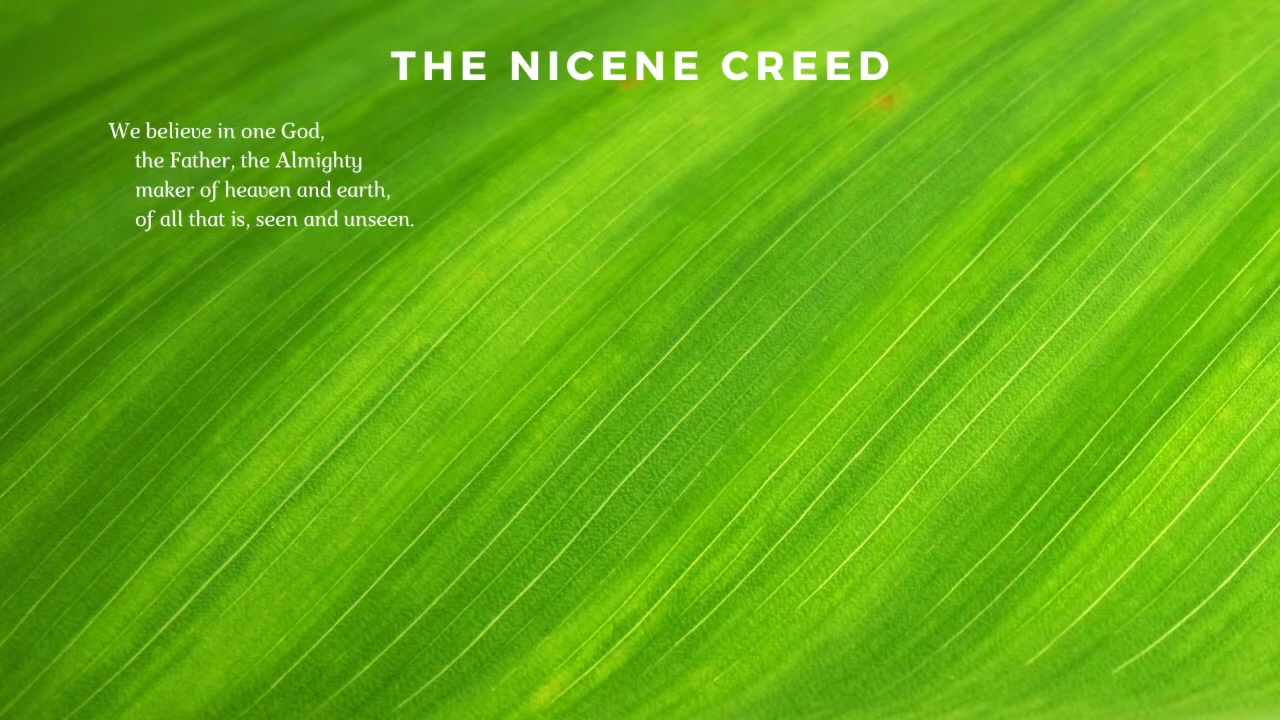 THE NICENE CREED
We believe in one God,
the Father, the Almighty
maker of heaven and earth,
of all that is, seen and unseen.